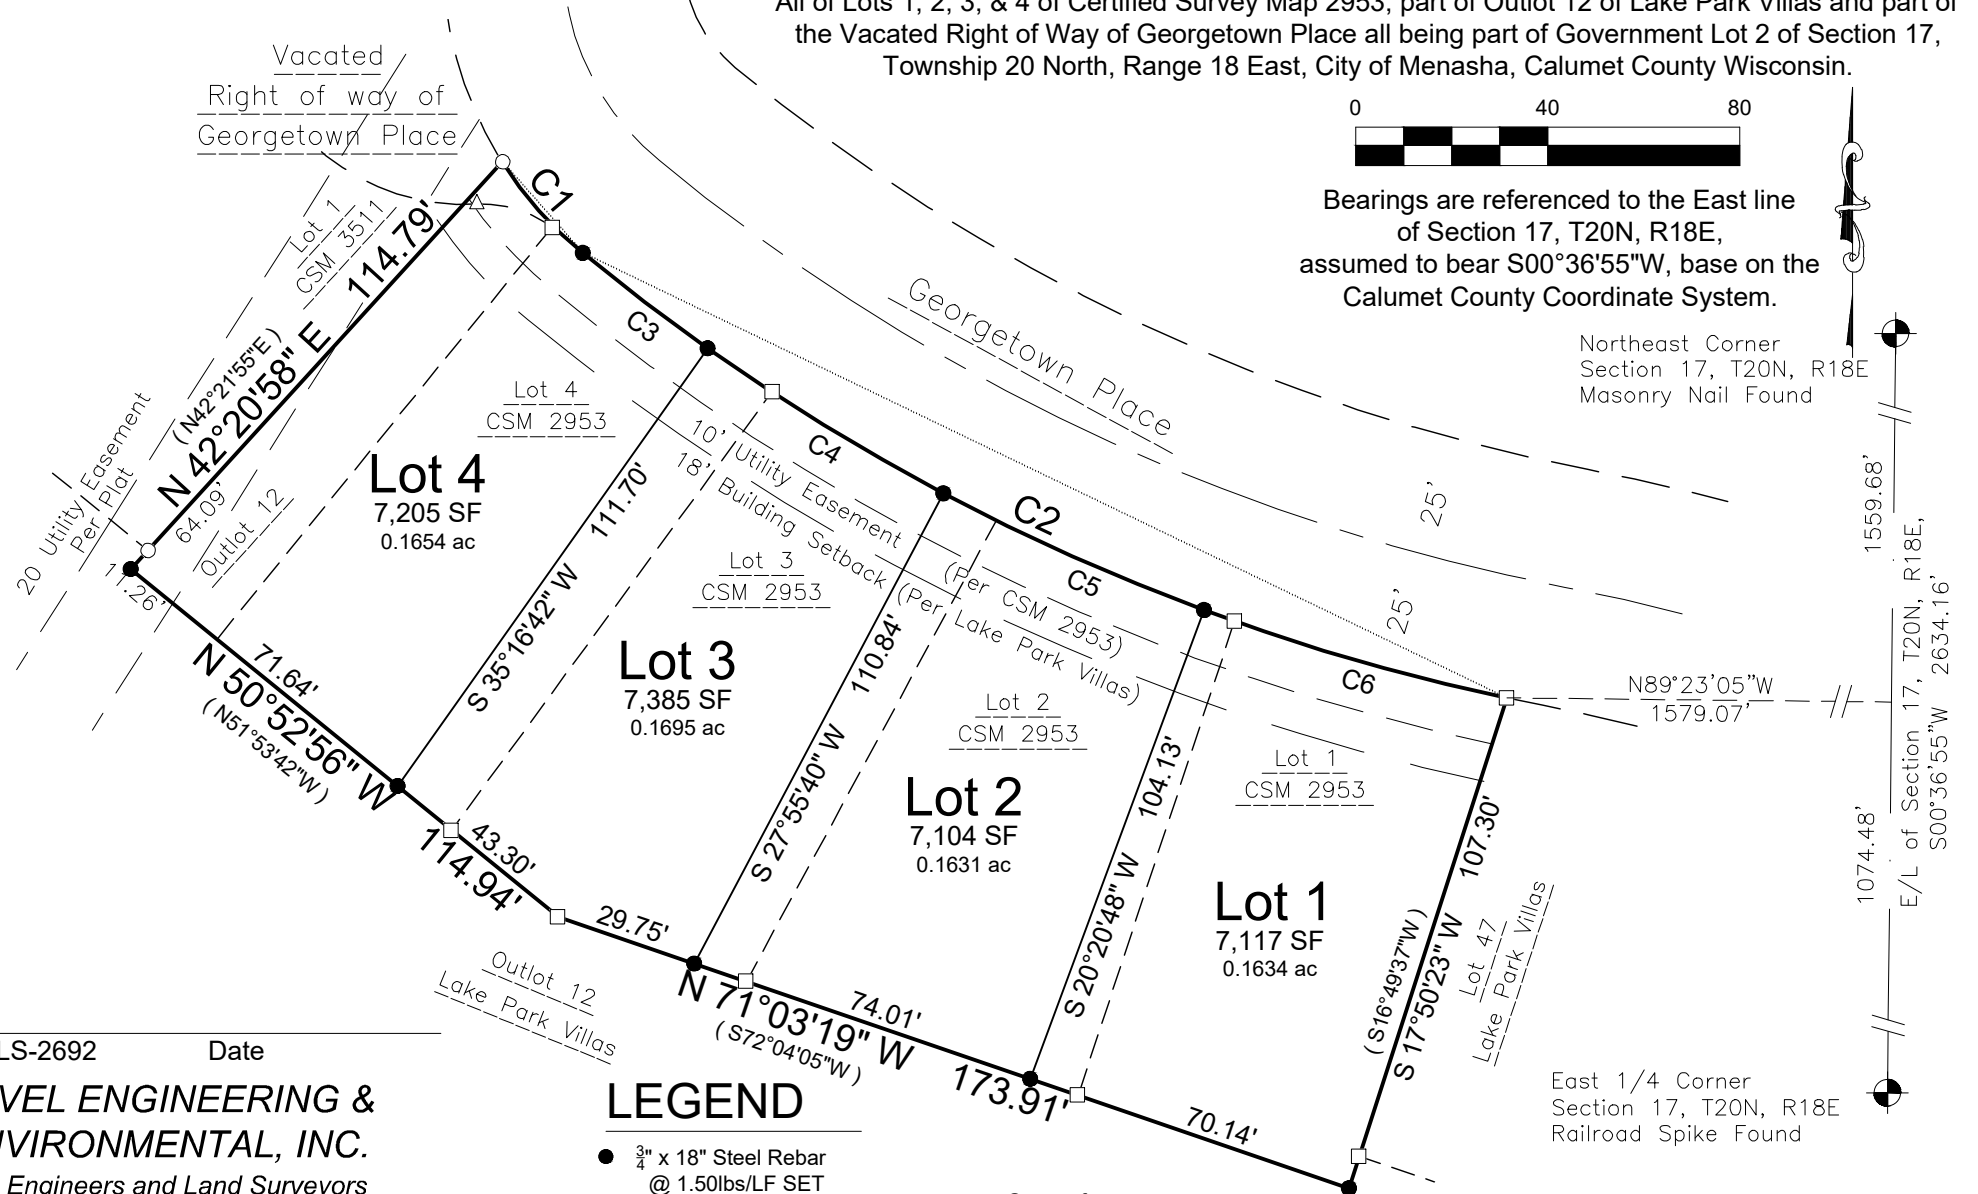 All of Lots 1, 2, 3, & 4 of Certified Survey Map 2953, part of Outlot 12 of Lake Park Villas and part of
the Vacated Right of Way of Georgetown Place all being part of Government Lot 2 of Section 17,
Township 20 North, Range 18 East, City of Menasha, Calumet County Wisconsin.
0 40 80
Bearings are referenced to the East line
of Section 17, T20N, R18E,
assumed to bear S00°36'55"W, base on the
Calumet County Coordinate System.
Vacated
Right of way of
Georgetown Place
Lot 1
CSM 3511
C1
114.79'
N 42°20'58" E
(N42°21'55"E)
64.09'
Outlot 12
20 Utility Easement
Per Plat
Georgetown Place
Northeast Corner
Section 17, T20N, R18E
Masonry Nail Found
C3
Lot 4
CSM 2953
Lot 4
7,205 SF
0.1654 ac
C4
10' Utility Easement (Per CSM 2953)
18' Building Setback (Per Lake Park Villas)
C2
25'
25'
1559.68'
E/L of Section 17, T20N, R18E,
S00°36'55"W 2634.16'
1074.48'
111.70'
S 35°16'42" W
Lot 3
CSM 2953
Lot 3
7,385 SF
0.1695 ac
C5
C6
N89°23'05"W
1579.07'
71.64'
N 50°52'56" W
(N51°53'42"W)
114.94'
43.30'
29.75'
110.84'
S 27°55'40" W
Lot 2
CSM 2953
Lot 2
7,104 SF
0.1631 ac
104.13'
S 20°20'48" W
Lot 1
CSM 2953
Lot 1
7,117 SF
0.1634 ac
107.30'
S 17°50'23" W
(S16°49'37"W)
Lot 47
Lake Park Villas
Outlot 12
Lake Park Villas
N 71°03'19" W
(S72°04'05"W)
74.01'
173.91'
70.14'
East 1/4 Corner
Section 17, T20N, R18E
Railroad Spike Found
LS-2692 Date
VEL ENGINEERING &
VIRONMENTAL, INC.
Engineers and Land Surveyors
LEGEND
¾" x 18" Steel Rebar
@ 1.50lbs/LF SET